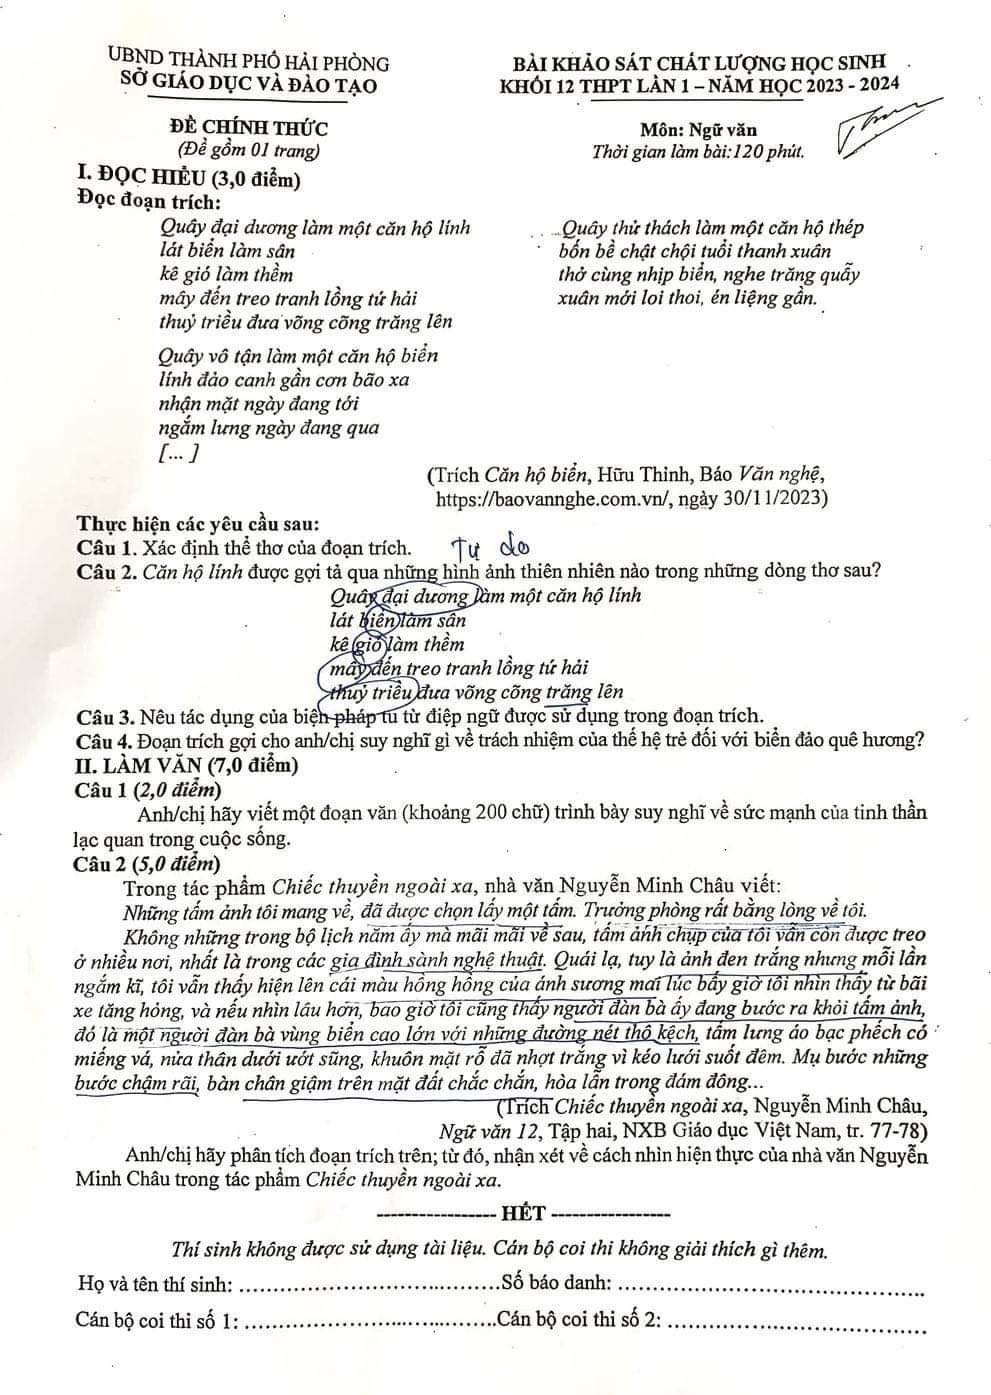 UBND THÀNH PHỐ HẢI PHÒNG
SỞ GIÁO DỤC VÀ ĐÀO TẠO
ĐỀ CHÍNH THỨC
(Đề gồm 01 trang)
BÀI KHẢO SÁT CHẤT LƯỢNG HỌC SINH
KHỐI 12 THPT LẦN 1 – NĂM HỌC 2023 - 2024
Môn: Ngữ văn
Thời gian làm bài:120 phút.
I. ĐỌC HIỂU (3,0 điểm)
Đọc đoạn trích:
Quây đại dương làm một căn hộ lính
lát biển làm sân
kê gió làm thềm
mây đến treo tranh lồng tứ hải
thuỷ triều đưa võng cõng trăng lên
Quây vô tận làm một căn hộ biển
lính đảo canh gần cơn bão xa
nhận mặt ngày đang tới
ngắm lưng ngày đang qua
[... ]
Quây thử thách làm một căn hộ thép
bốn bề chật chội tuổi thanh xuân
thở cùng nhịp biển, nghe trăng quẫy
xuân mới loi thoi, én liệng gần.
(Trích Căn hộ biển, Hữu Thỉnh, Báo Văn nghệ,
https://baovannghe.com.vn/, ngày 30/11/2023)
Thực hiện các yêu cầu sau:
Câu 1. Xác định thể thơ của đoạn trích. Tự do
Câu 2. Căn hộ lính được gợi tả qua những hình ảnh thiên nhiên nào trong những dòng thơ sau?
Quây đại dương làm một căn hộ lính
lát biển làm sân
kê gió làm thềm
mây đến treo tranh lồng tứ hải
thuỷ triều đưa võng cõng trăng lên
Câu 3. Nêu tác dụng của biện pháp tu từ điệp ngữ được sử dụng trong đoạn trích.
Câu 4. Đoạn trích gợi cho anh/chị suy nghĩ gì về trách nhiệm của thế hệ trẻ đối với biển đảo quê hương?
II. LÀM VĂN (7,0 điểm)
Câu 1 (2,0 điểm)
Anh/chị hãy viết một đoạn văn (khoảng 200 chữ) trình bày suy nghĩ về sức mạnh của tinh thần
lạc quan trong cuộc sống.
Câu 2 (5,0 điểm)
Trong tác phẩm Chiếc thuyền ngoài xa, nhà văn Nguyễn Minh Châu viết:
Những tấm ảnh tôi mang về, đã được chọn lấy một tấm. Trưởng phòng rất bằng lòng về tôi.
Không những trong bộ lịch năm ấy mà mãi mãi về sau, tấm ảnh chụp của tôi vẫn còn được treo
ở nhiều nơi, nhất là trong các gia đình sành nghệ thuật. Quái lạ, tuy là ảnh đen trắng nhưng mỗi lần
ngắm kĩ, tôi vẫn thấy hiện lên cái màu hồng hồng của ánh sương mai lúc bấy giờ tôi nhìn thấy từ bãi
xe tăng hỏng, và nếu nhìn lâu hơn, bao giờ tôi cũng thấy người đàn bà ấy đang bước ra khỏi tấm ảnh,
đó là một người đàn bà vùng biển cao lớn với những đường nét thô kệch, tấm lưng áo bạc phếch có
miếng vá, nửa thân dưới ướt sũng, khuôn mặt rỗ đã nhợt trắng vì kéo lưới suốt đêm. Mụ bước những
bước chậm rãi, bàn chân giậm trên mặt đất chắc chắn, hòa lẫn trong đám đông...
(Trích Chiếc thuyền ngoài xa, Nguyễn Minh Châu,
Ngữ văn 12, Tập hai, NXB Giáo dục Việt Nam, tr. 77-78)
Anh/chị hãy phân tích đoạn trích trên; từ đó, nhận xét về cách nhìn hiện thực của nhà văn Nguyễn
Minh Châu trong tác phẩm Chiếc thuyền ngoài xa.
------------------ HẾT ------------------
Thí sinh không được sử dụng tài liệu. Cán bộ coi thi không giải thích gì thêm.
Họ và tên thí sinh: ........................................Số báo danh: ...............................................
Cán bộ coi thi số 1: ......................................Cán bộ coi thi số 2: .......................................